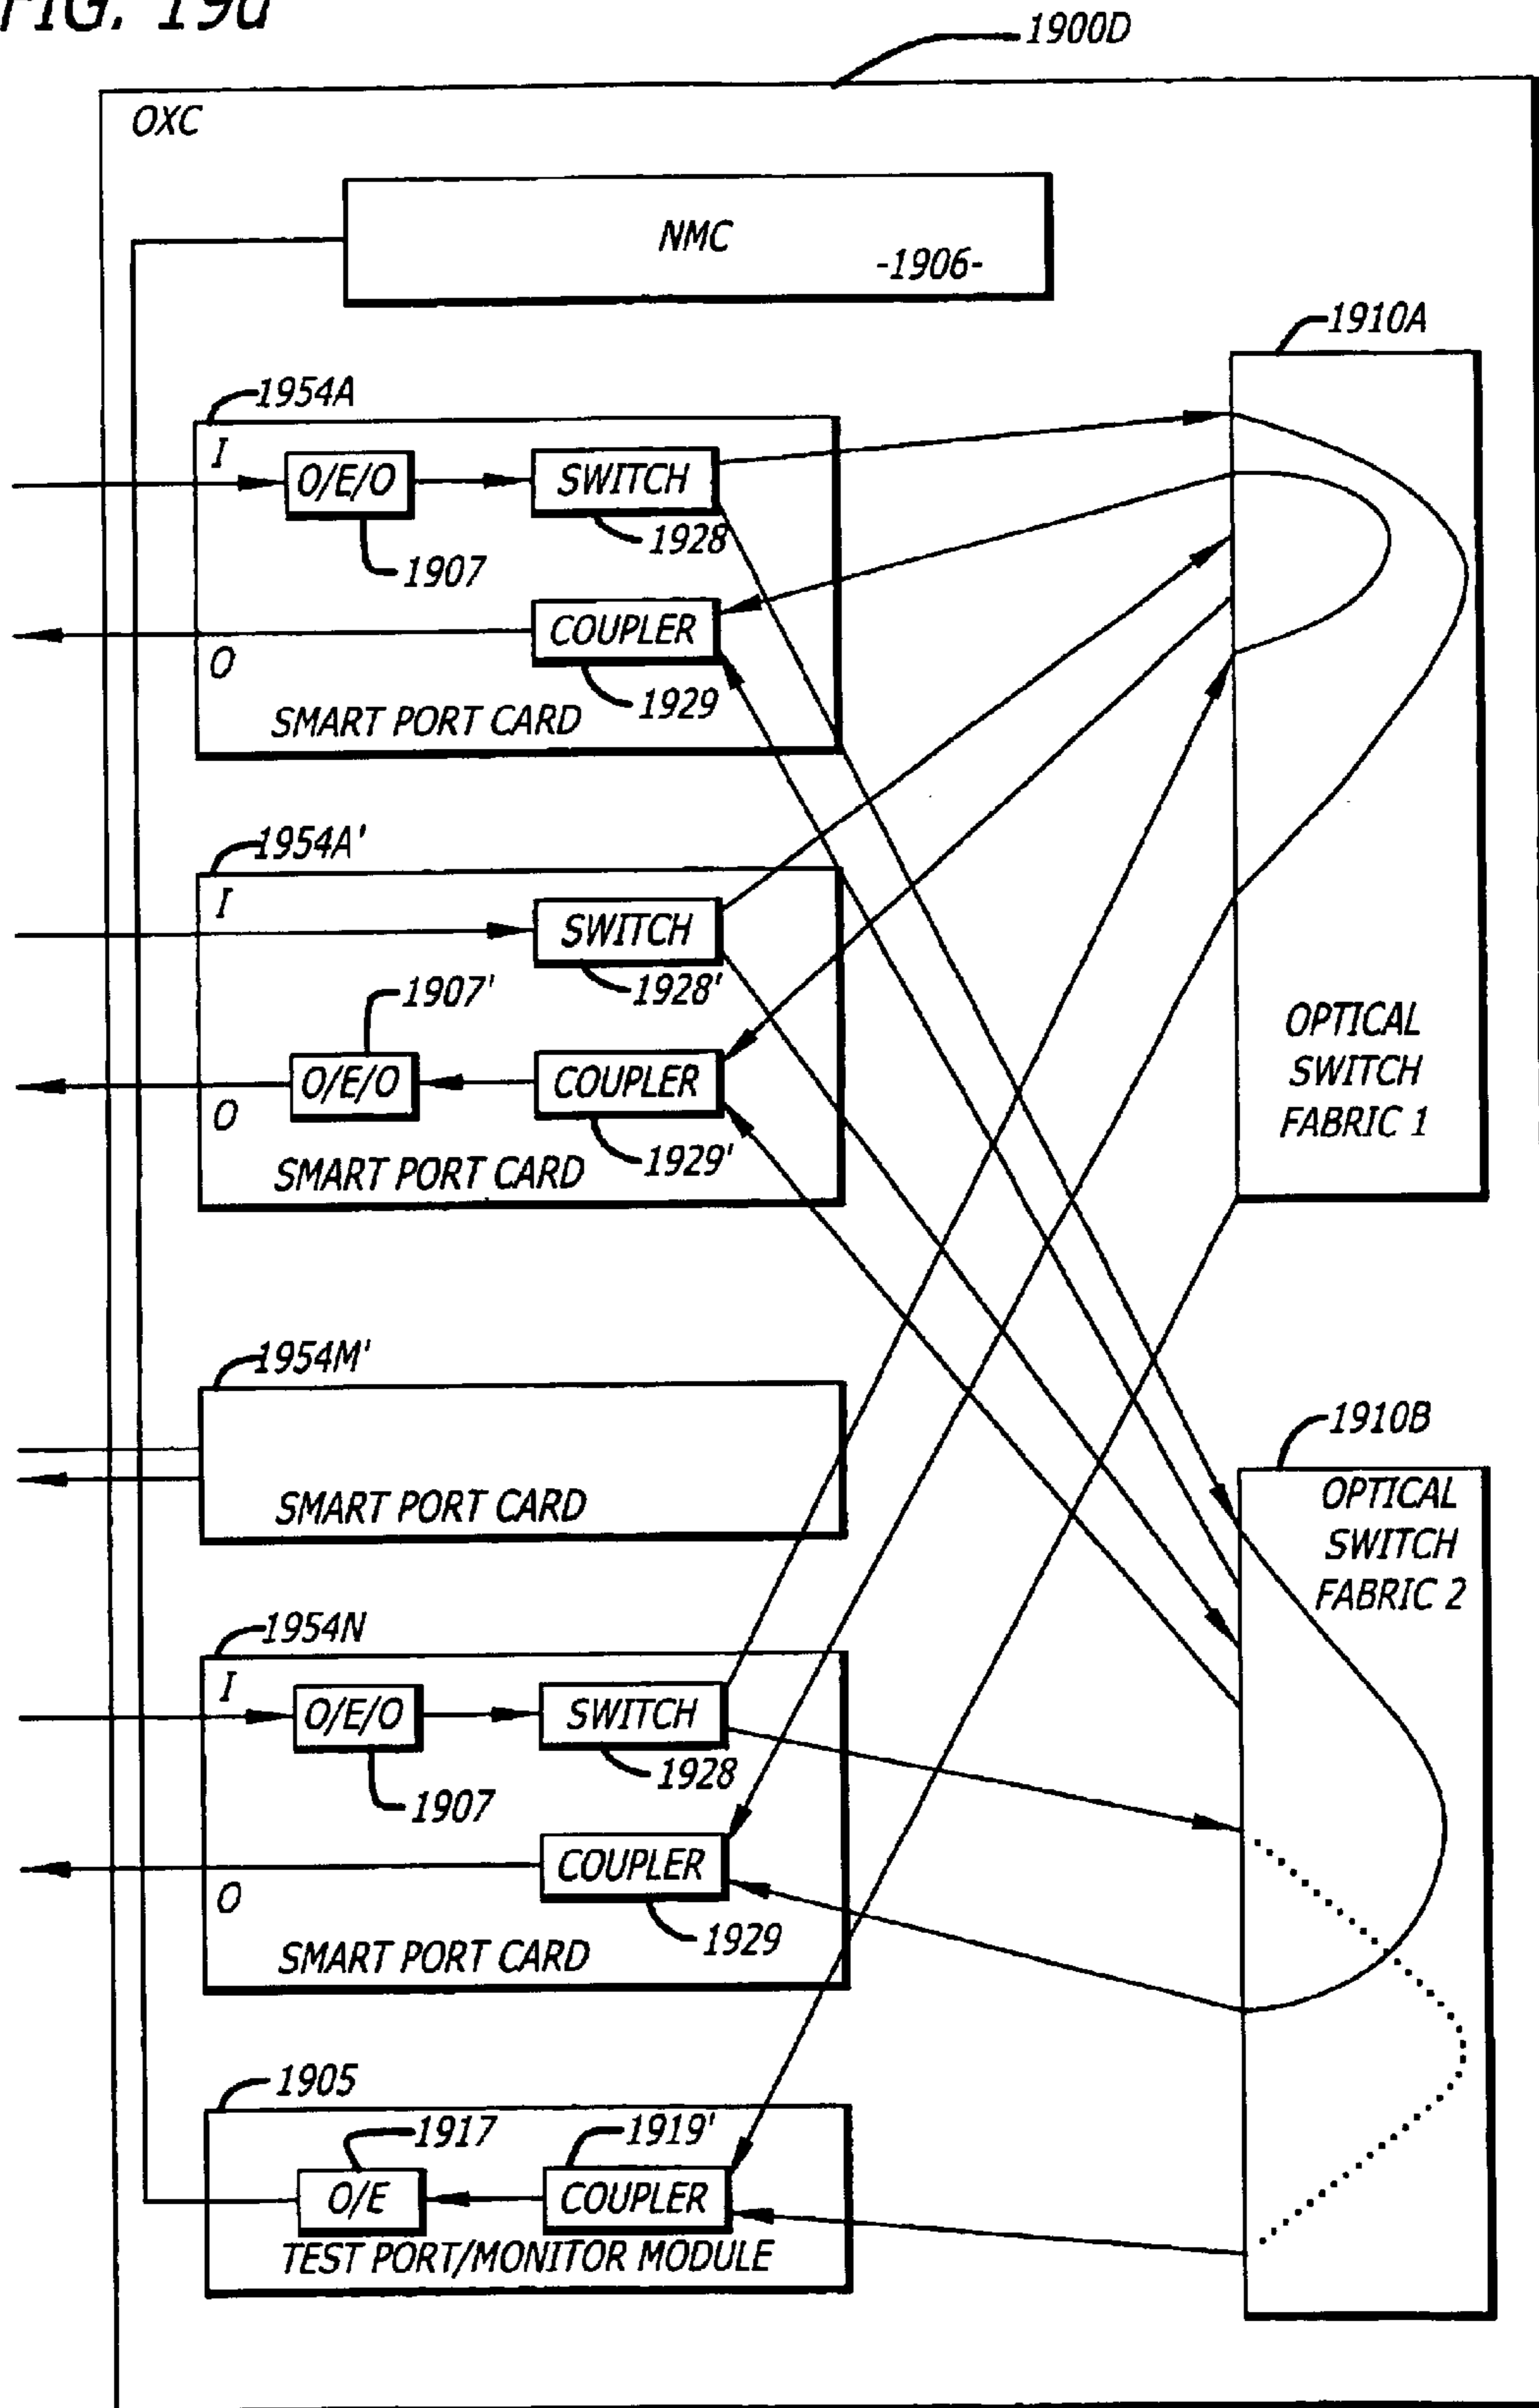 FIG. 19d
1900D
OXC
NMC
-1906-
1910A
1954A
I
O/E/O
SWITCH
1928
1907
COUPLER
O
1929
SMART PORT CARD
1954A'
I
SWITCH
1928'
1907'
OPTICAL
SWITCH
FABRIC 1
O/E/O
COUPLER
O
1929'
SMART PORT CARD
1954M'
SMART PORT CARD
1910B
OPTICAL
SWITCH
FABRIC 2
1954N
I
O/E/O
SWITCH
1928
1907
COUPLER
O
1929
SMART PORT CARD
1905
1917
1919'
O/E
COUPLER
TEST PORT/MONITOR MODULE